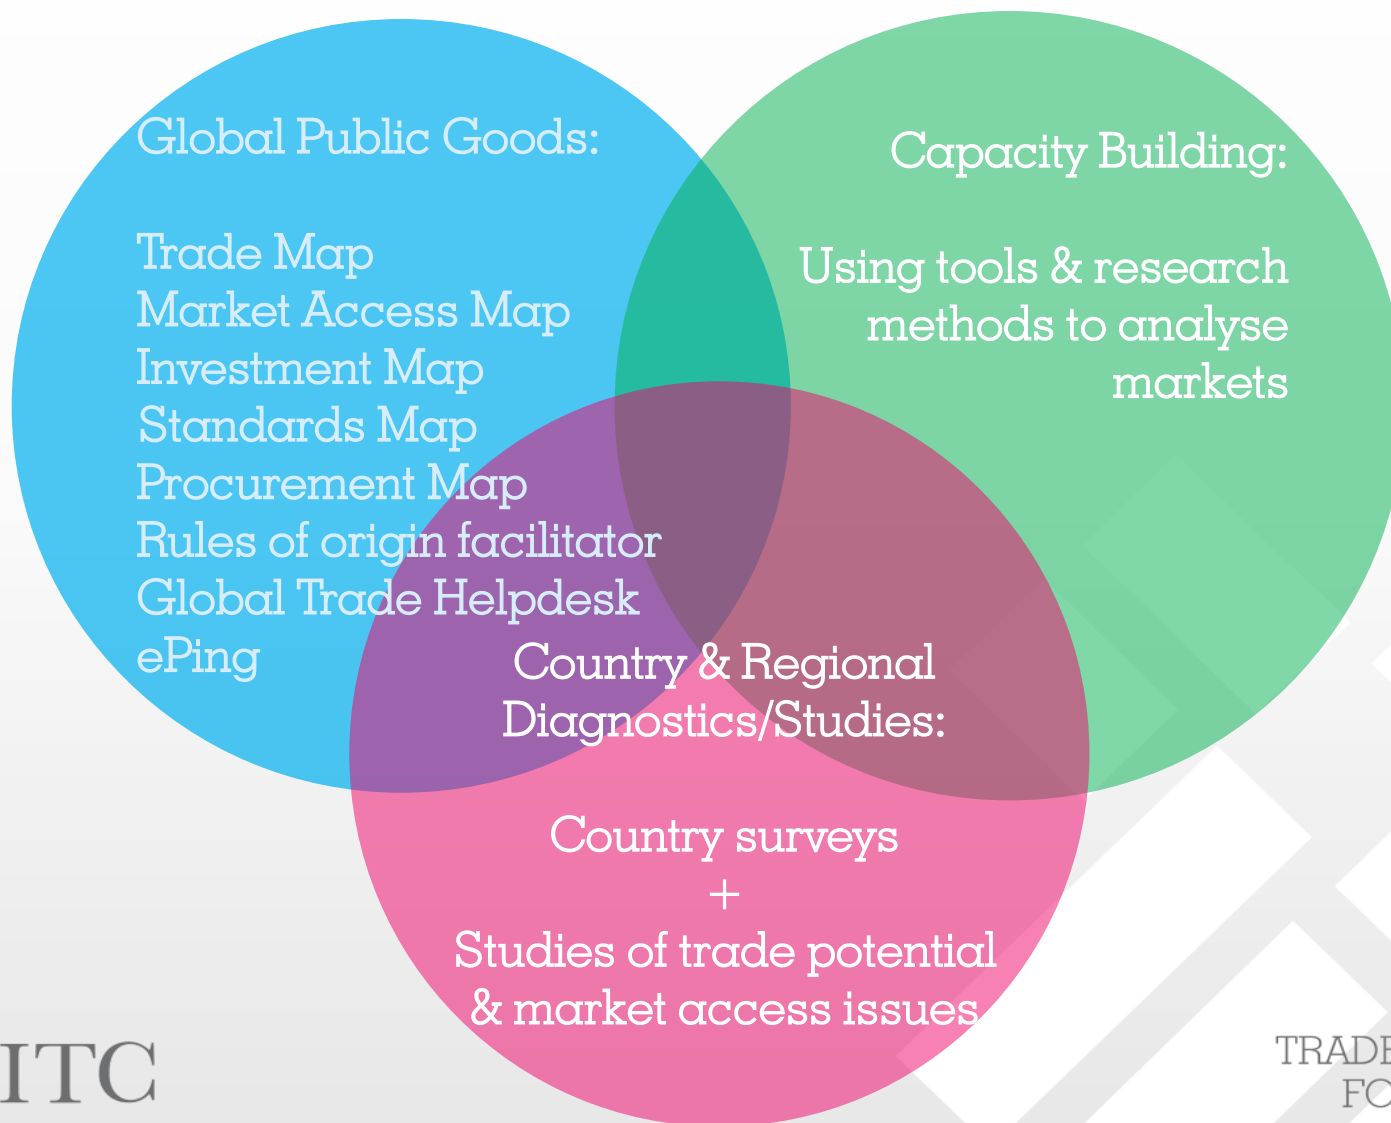 Global Public Goods:
Trade Map
Market Access Map
Investment Map
Standards Map
Procurement Map
Rules of origin facilitator
Global Trade Helpdesk
ePing
Capacity Building:
Using tools & research
methods to analyse
markets
Country & Regional
Diagnostics/Studies:
Country surveys
+
Studies of trade potential
& market access issues
ITC
TRADE